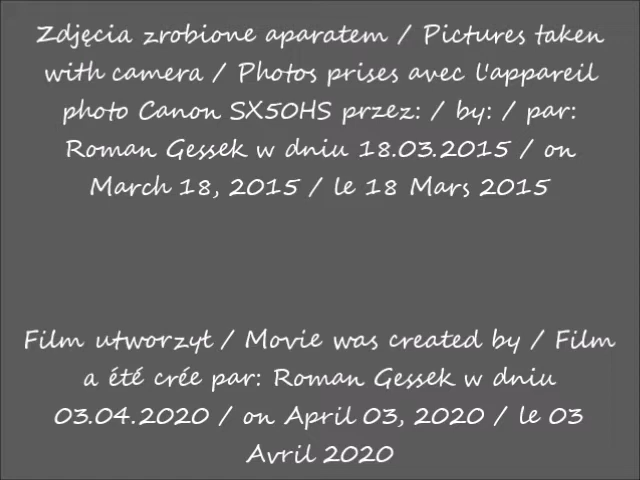 Zdjęcia zrobione aparatem / Pictures taken
with camera / Photos prises avec l'appareil
photo Canon SX50HS przez: / by: / par:
Roman Gessek w dniu 18.03.2015 / on
March 18, 2015 / le 18 Mars 2015
Film utworzył / Movie was created by / Film
a été crée par: Roman Gessek w dniu
03.04.2020 / on April 03, 2020 / le 03
Avril 2020